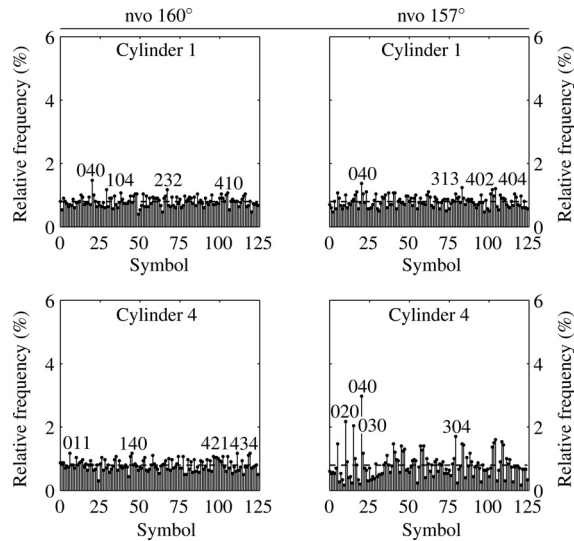 nvo 160° nvo 157°
Cylinder 1
Relative frequency (%)
6
4
2
0
040
104
232
410
0 25 50 75 100 125
Symbol
Cylinder 1
Relative frequency (%)
6
4
2
0
040
313
402
404
0 25 50 75 100 125
Symbol
Cylinder 4
Relative frequency (%)
6
4
2
0
011
140
421
434
0 25 50 75 100 125
Symbol
Cylinder 4
Relative frequency (%)
6
4
2
0
040
020
030
304
0 25 50 75 100 125
Symbol